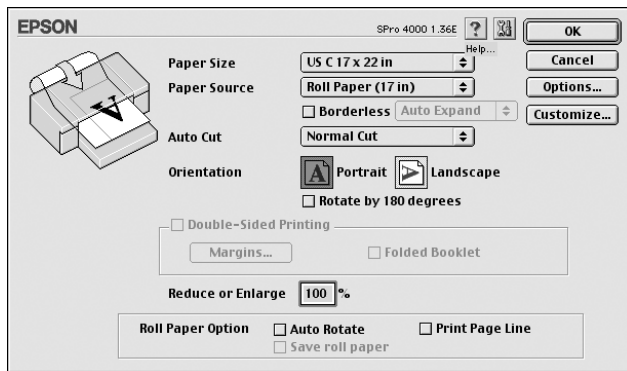 EPSON
SPro 4000 1.36E
?
OK
Help...
Paper Size
US C 17 x 22 in
Cancel
Paper Source
Roll Paper (17 in)
Options...
Borderless
Auto Expand
Customize...
Auto Cut
Normal Cut
Orientation
A Portrait A Landscape
Rotate by 180 degrees
Double-Sided Printing
Margins...
Folded Booklet
Reduce or Enlarge 100 %
Roll Paper Option
Auto Rotate
Print Page Line
Save roll paper